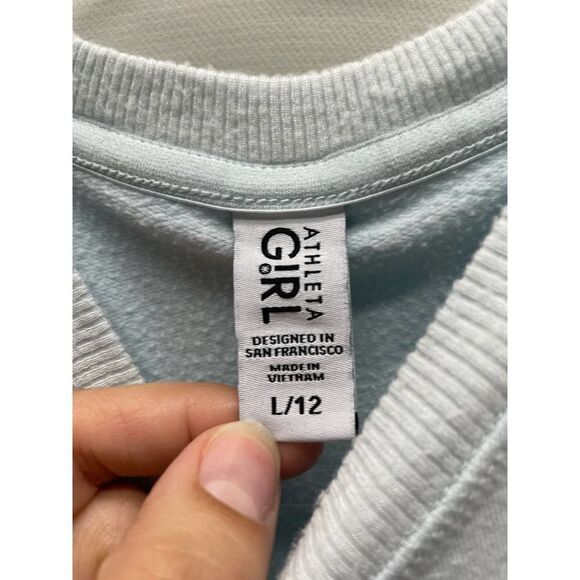 ATHLETA
GIRL
DESIGNED IN
SAN FRANCISCO
MADE IN
VIETNAM
L/12